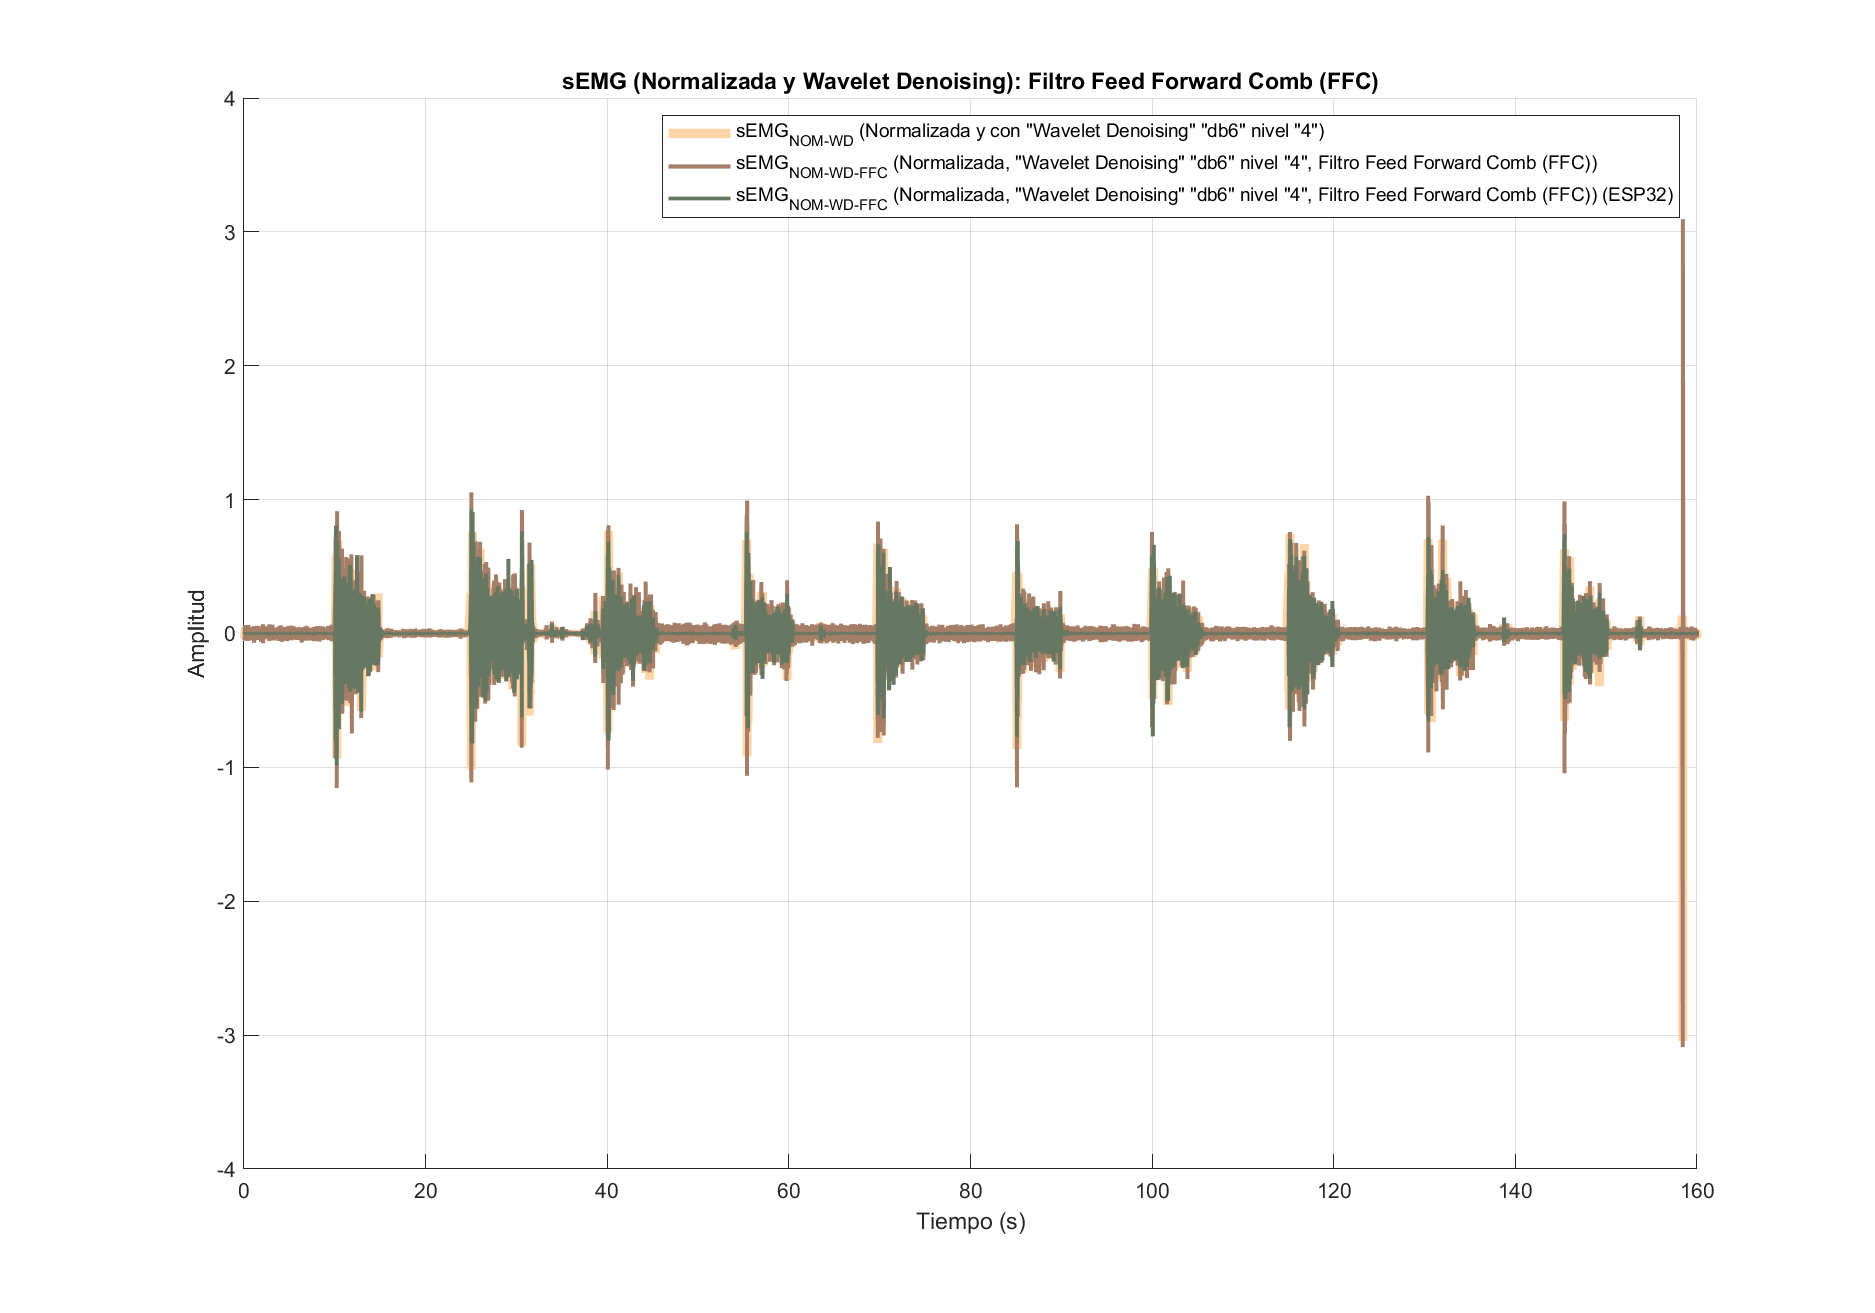 sEMG (Normalizada y Wavelet Denoising): Filtro Feed Forward Comb (FFC)
sEMG_NOM-WD (Normalizada y con "Wavelet Denoising" "db6" nivel "4")
sEMG_NOM-WD-FFC (Normalizada, "Wavelet Denoising" "db6" nivel "4", Filtro Feed Forward Comb (FFC))
sEMG_NOM-WD-FFC (Normalizada, "Wavelet Denoising" "db6" nivel "4", Filtro Feed Forward Comb (FFC)) (ESP32)
4
3
2
1
0
-1
-2
-3
-4
Amplitud
0 20 40 60 80 100 120 140 160
Tiempo (s)